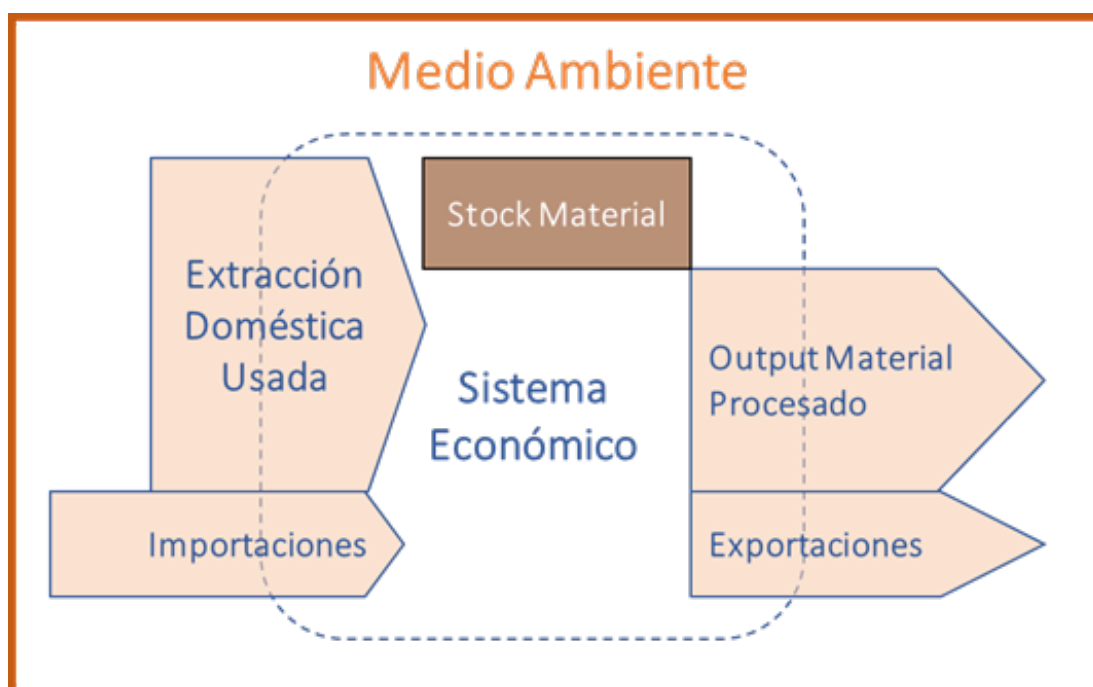 Medio Ambiente
Stock Material
Extracción
Doméstica
Usada
Sistema
Económico
Output Material
Procesado
Importaciones
Exportaciones